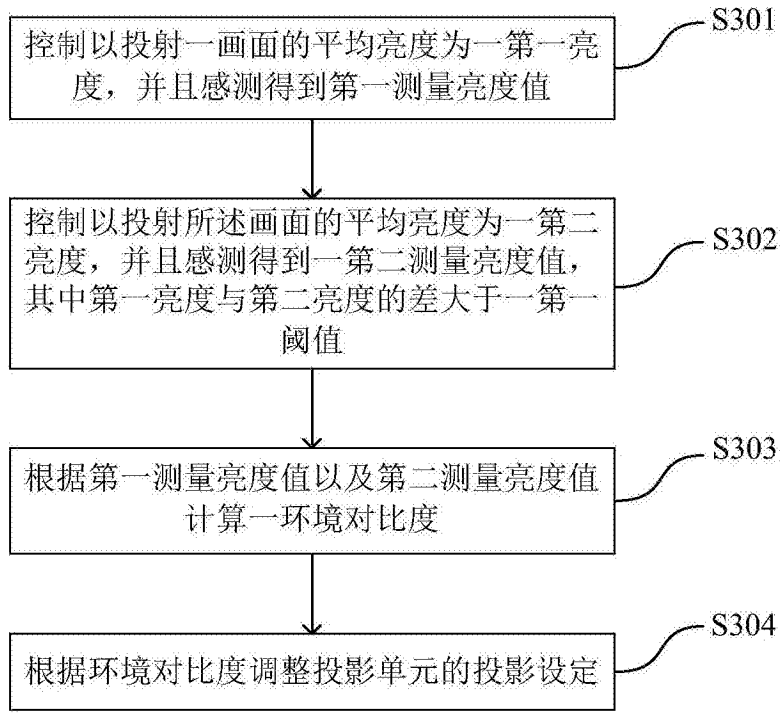 控制以投射一画面的平均亮度为一第一亮
度，并且感测得到第一测量亮度值
S301
控制以投射所述画面的平均亮度为一第二
亮度，并且感测得到一第二测量亮度值，
其中第一亮度与第二亮度的差大于一第一
阈值
S302
根据第一测量亮度值以及第二测量亮度值
计算一环境对比度
S303
根据环境对比度调整投影单元的投影设定
S304